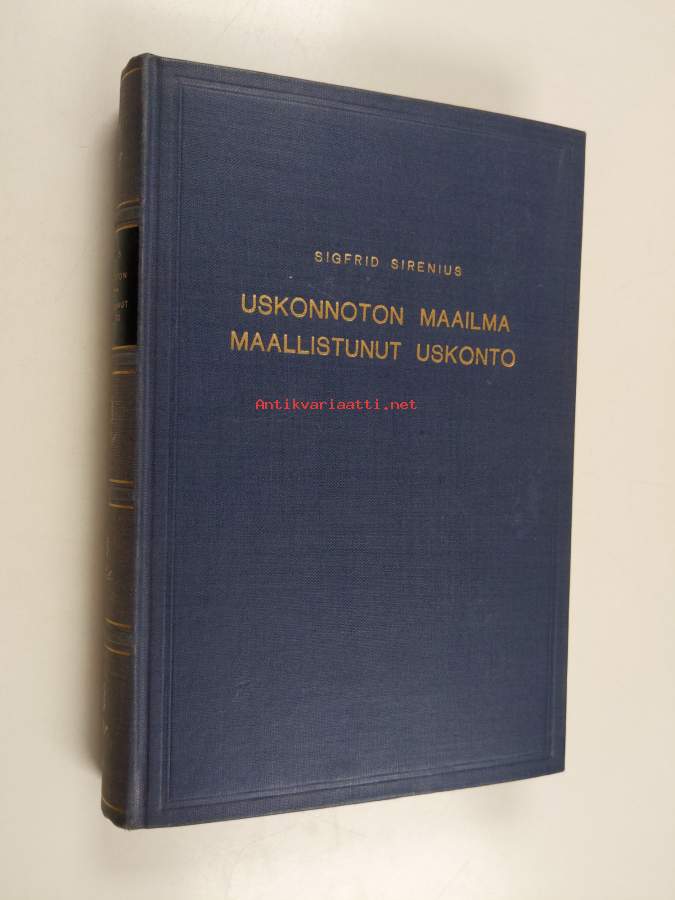 SIGFRID SIRENIUS
USKONNOTON MAAILMA
MAALLISTUNUT USKONTO
Antikvariaatti.net